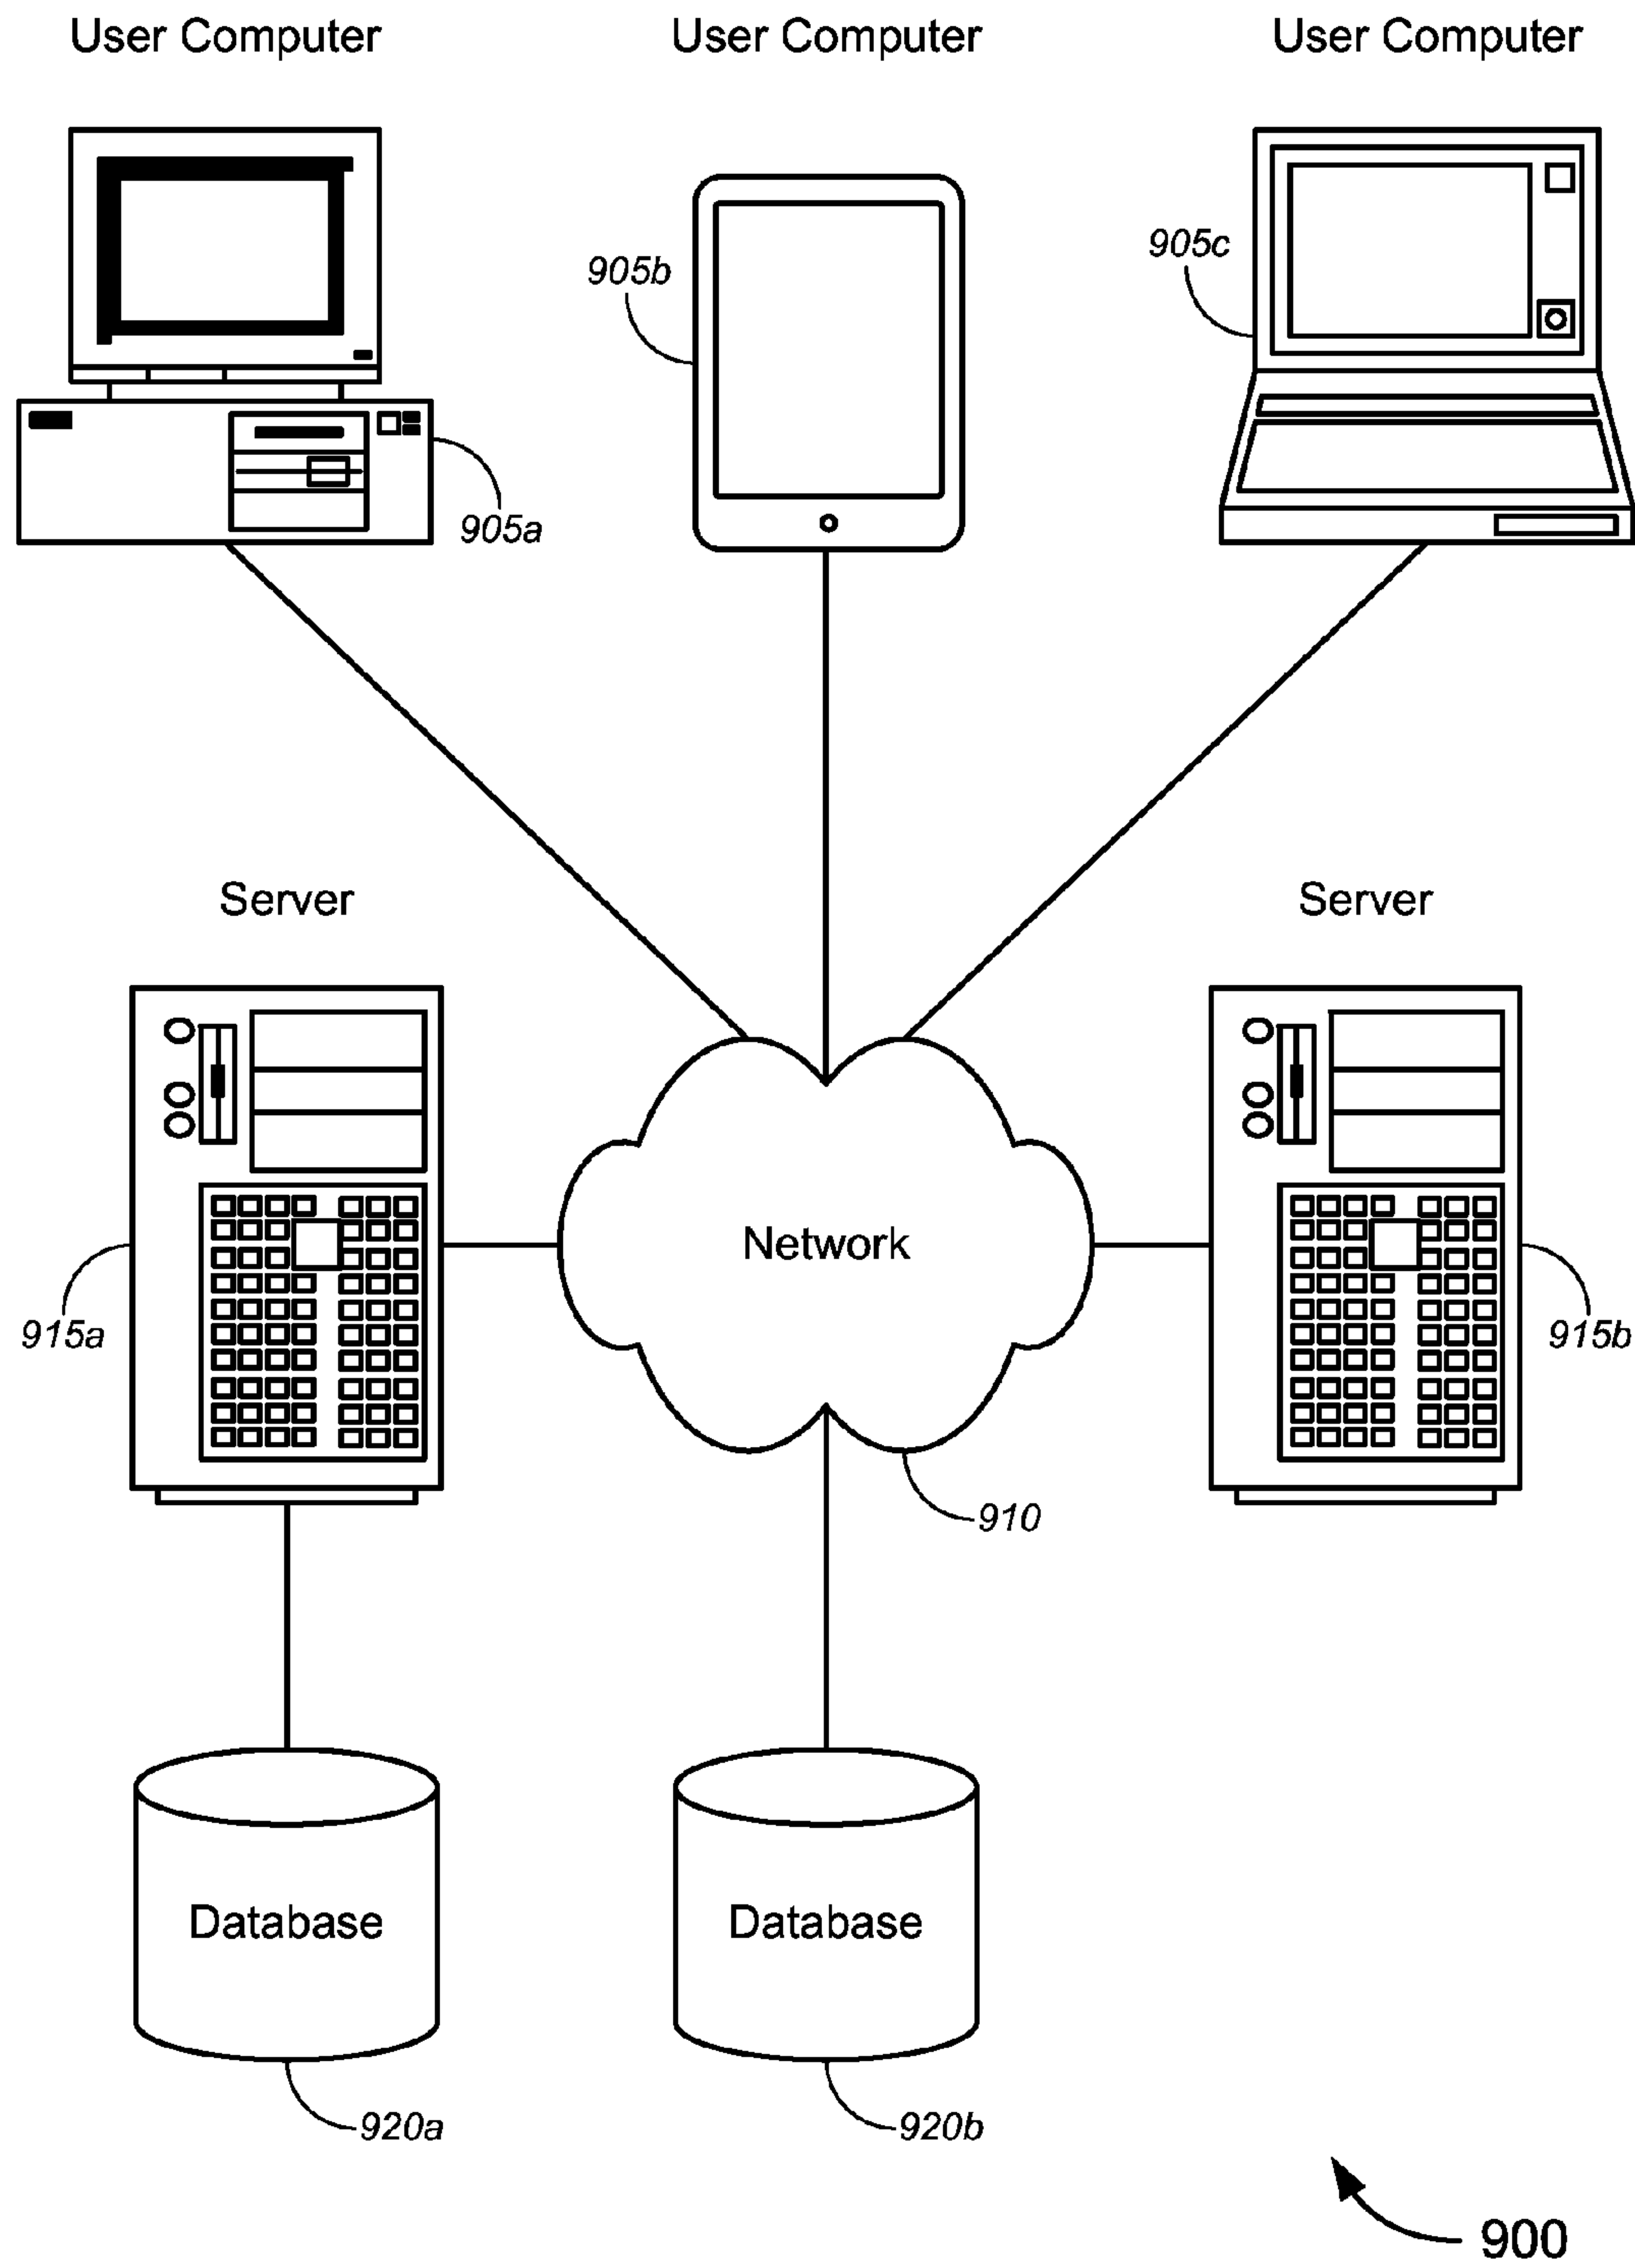 User Computer
User Computer
User Computer
905b
905c
905a
Server
Server
Network
915a
915b
910
Database
Database
920a
920b
900